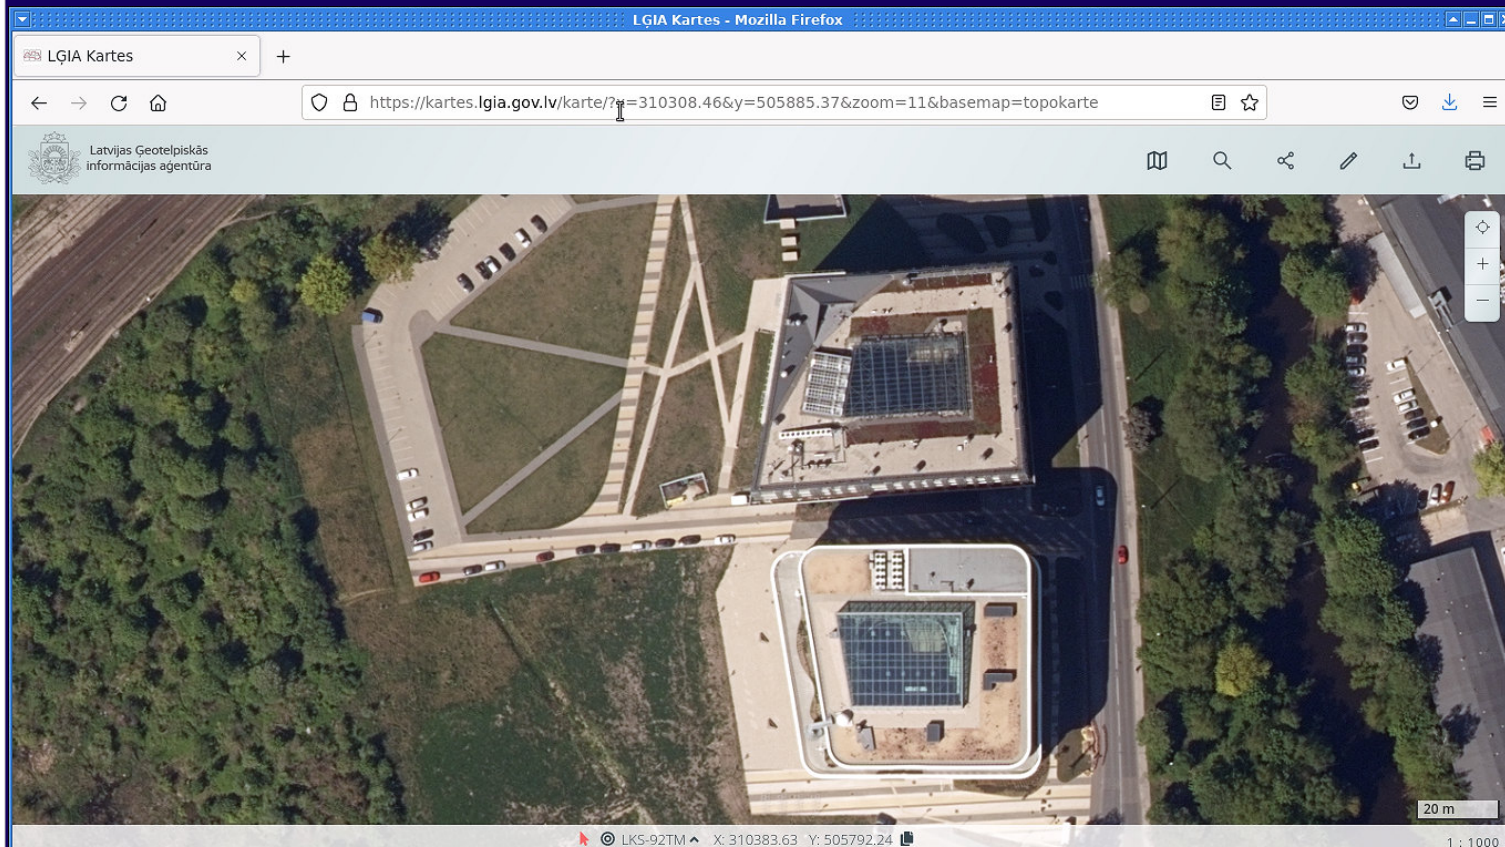 LĢIA Kartes - Mozilla Firefox
LĢIA Kartes
https://kartes.lgia.gov.lv/karte/?x=310308.46&y=505885.37&zoom=11&basemap=topokarte
Latvijas Ģeotelpiskās
informācijas aģentūra
20 m
LKS-92TM X: 310383.63 Y: 505792.24
1 : 1000